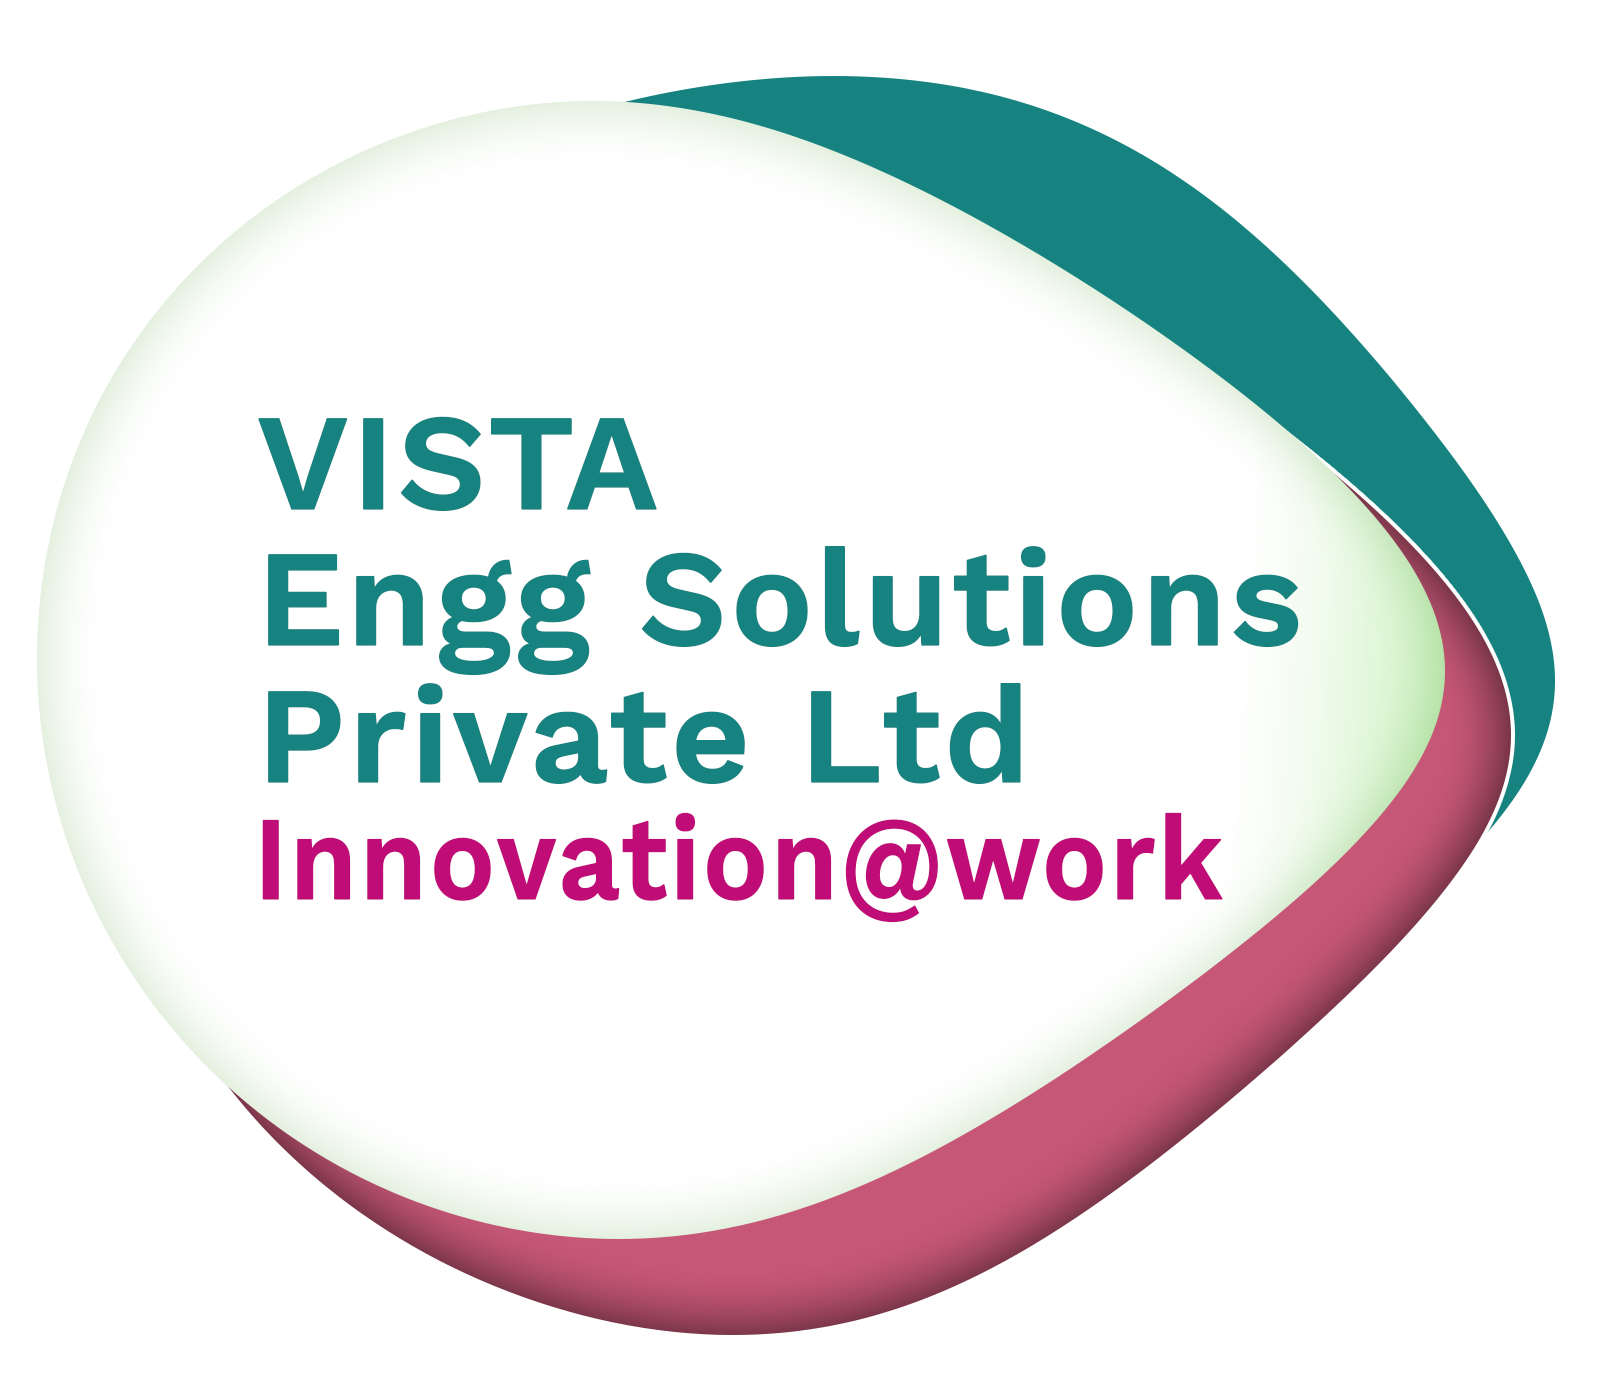 VISTA
Engg Solutions
Private Ltd
Innovation@work